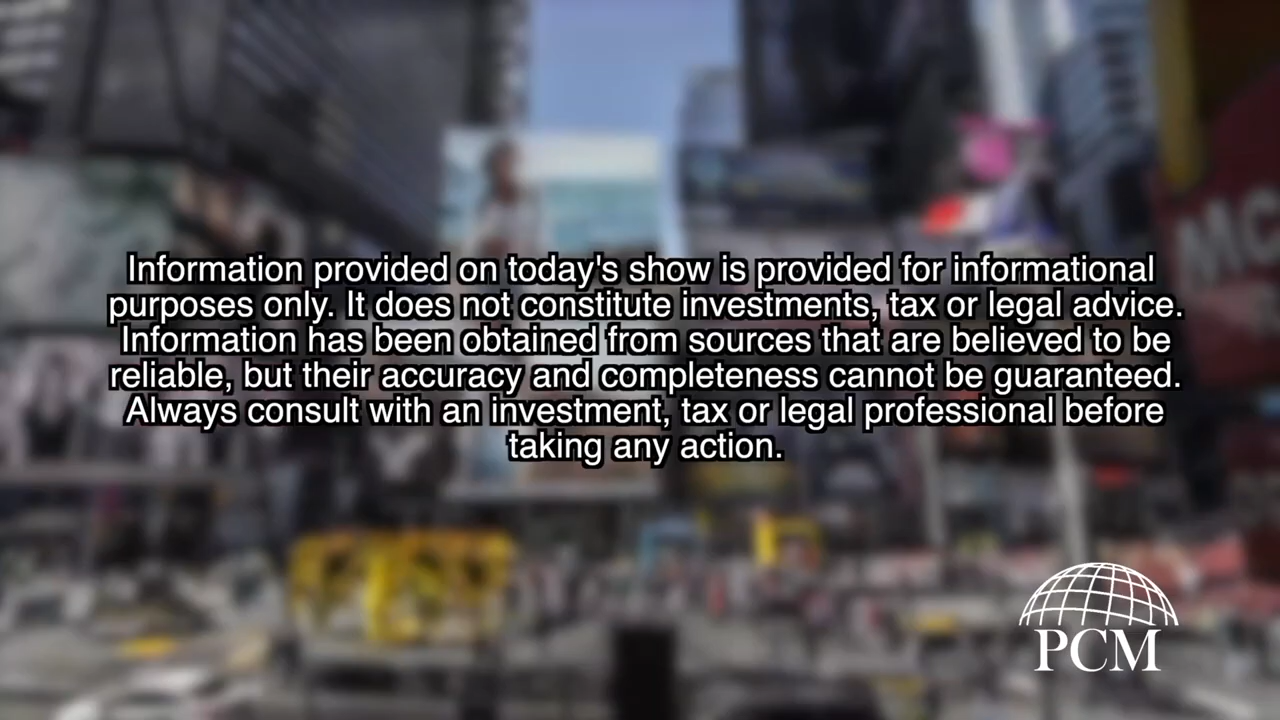 Information provided on today's show is provided for informational
purposes only. It does not constitute investments, tax or legal advice.
Information has been obtained from sources that are believed to be
reliable, but their accuracy and completeness cannot be guaranteed.
Always consult with an investment, tax or legal professional before
taking any action.
MC
PCM